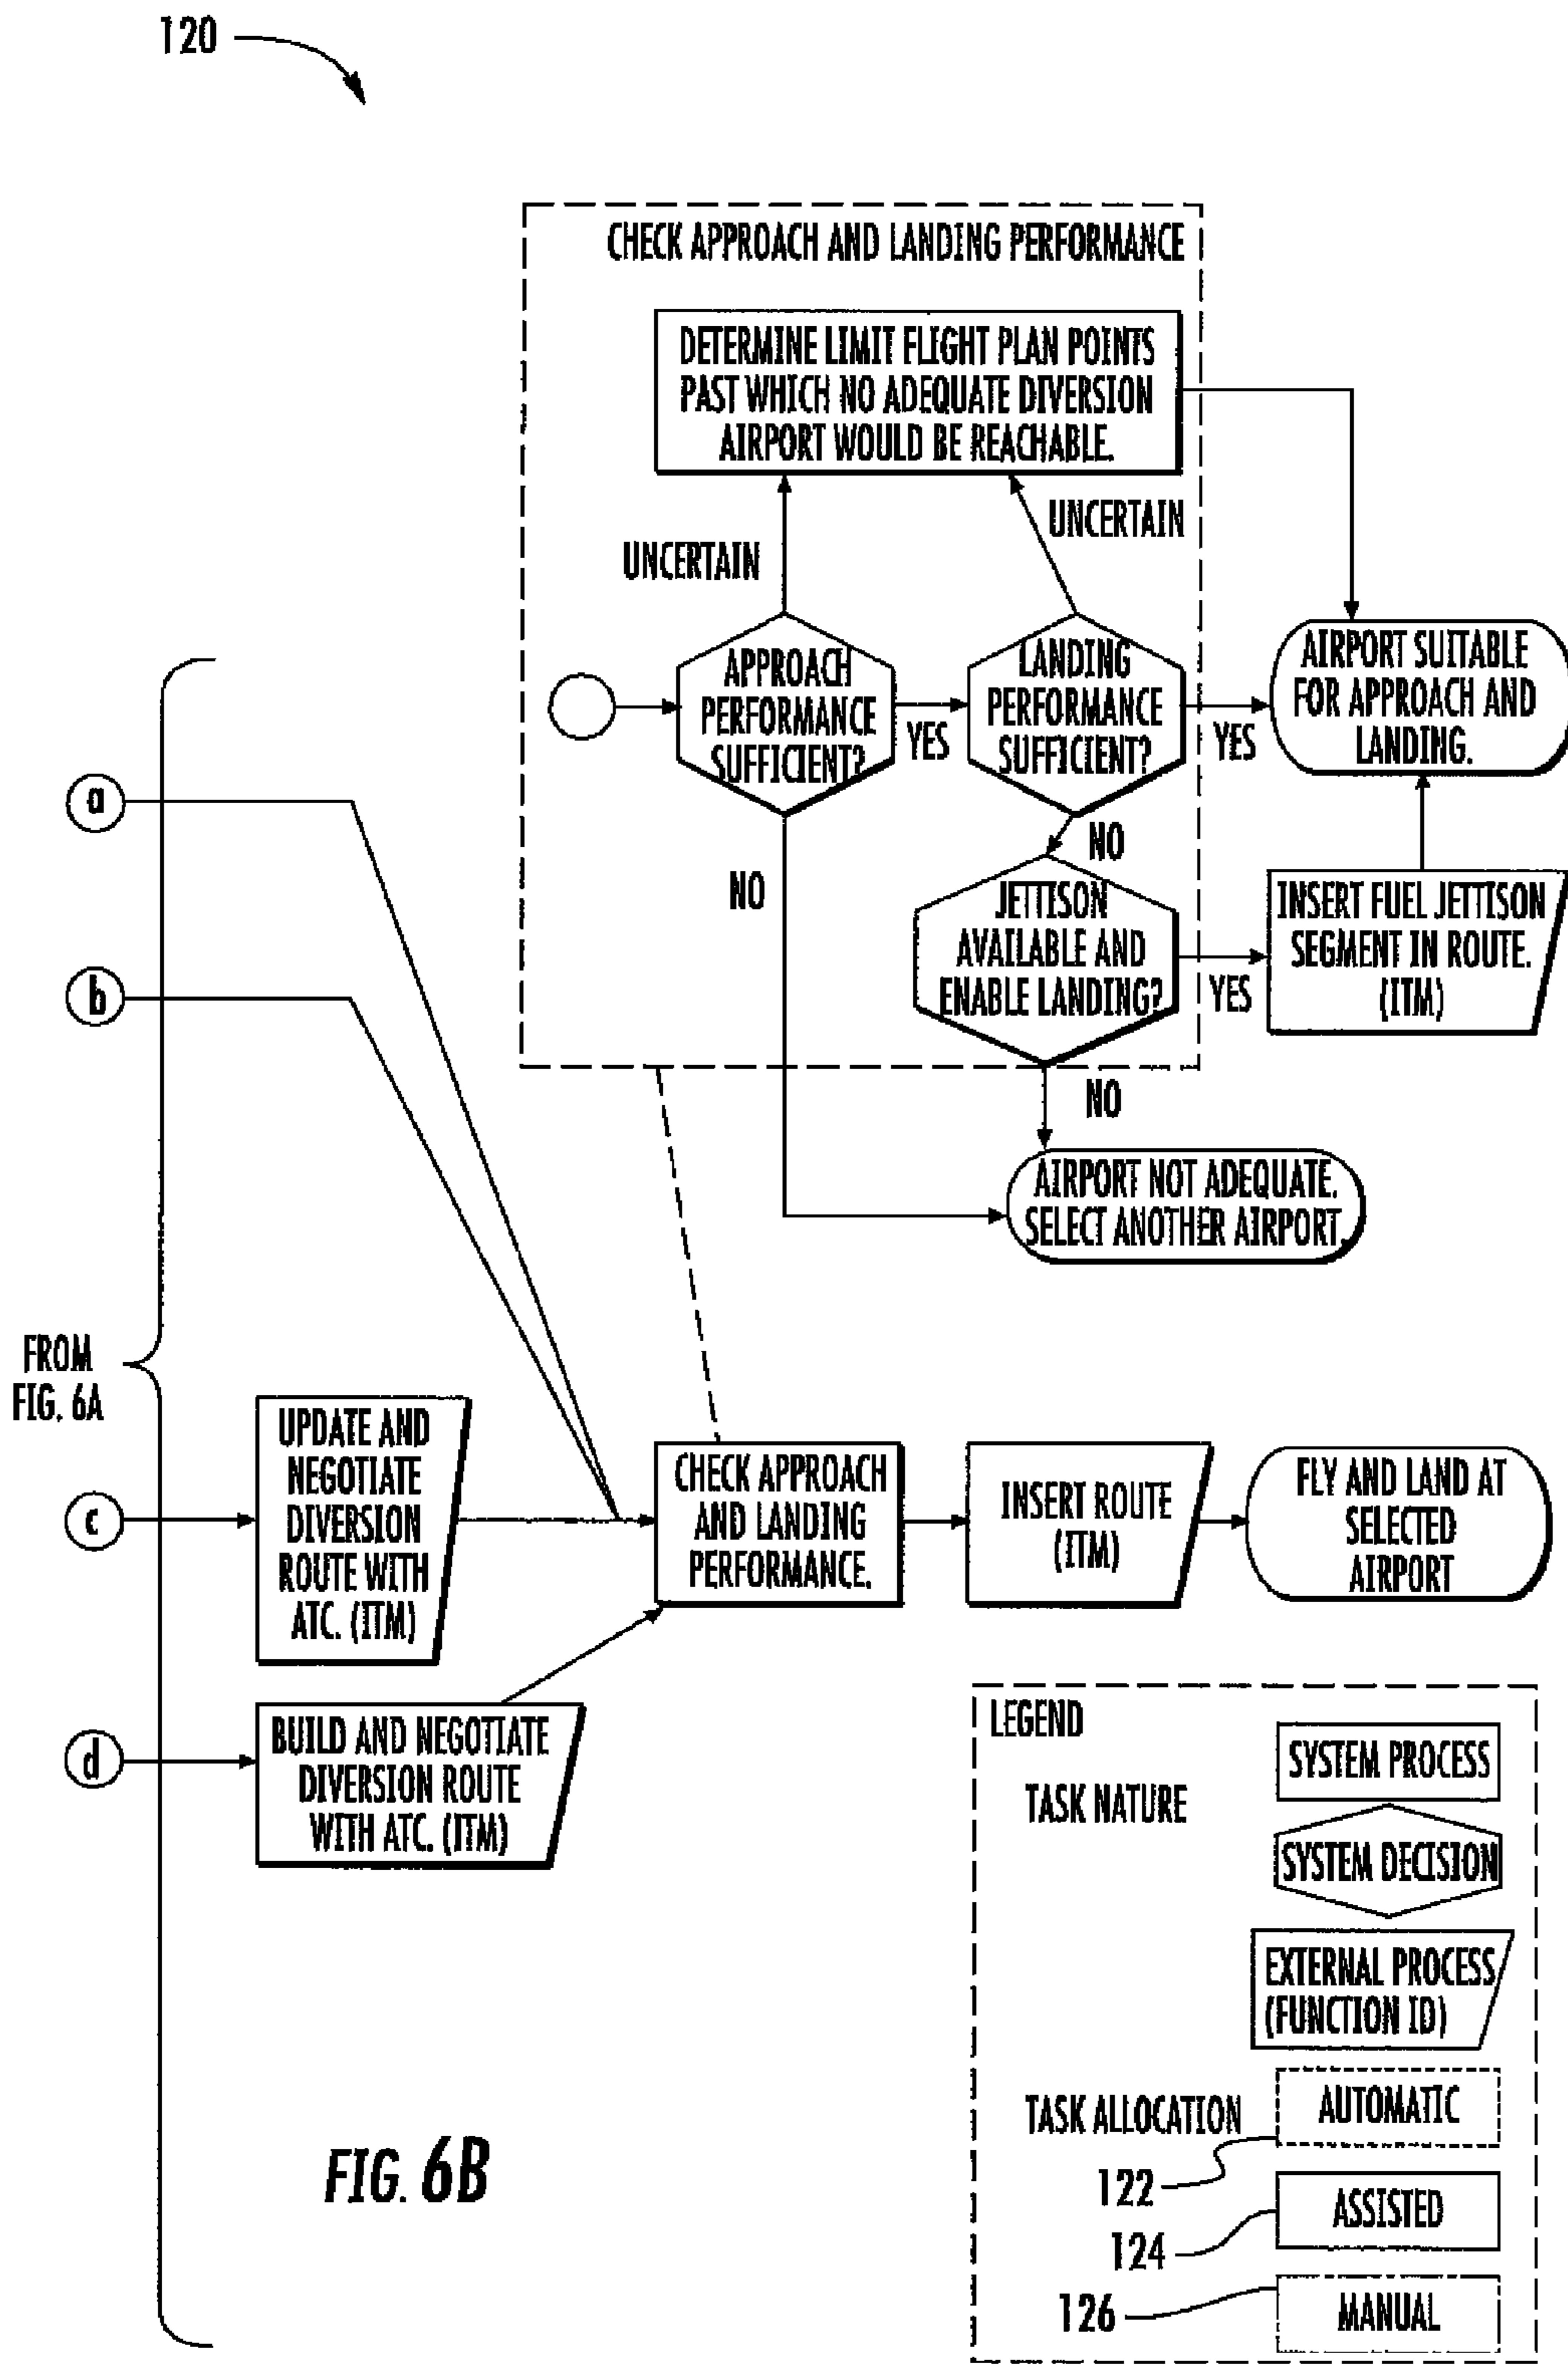 120
CHECK APPROACH AND LANDING PERFORMANCE
DETERMINE LIMIT FLIGHT PLAN POINTS
PAST WHICH NO ADEQUATE DIVERSION
AIRPORT WOULD BE REACHABLE.
UNCERTAIN
UNCERTAIN
APPROACH
PERFORMANCE
SUFFICIENT?
YES
LANDING
PERFORMANCE
SUFFICIENT?
YES
AIRPORT SUITABLE
FOR APPROACH AND
LANDING.
NO
NO
JETTISON
AVAILABLE AND
ENABLE LANDING?
YES
INSERT FUEL JETTISON
SEGMENT IN ROUTE.
(ITM)
NO
AIRPORT NOT ADEQUATE.
SELECT ANOTHER AIRPORT.
a
b
FROM
FIG. 6A
c
UPDATE AND
NEGOTIATE
DIVERSION
ROUTE WITH
ATC. (ITM)
CHECK APPROACH
AND LANDING
PERFORMANCE.
INSERT ROUTE
(ITM)
FLY AND LAND AT
SELECTED
AIRPORT
d
BUILD AND NEGOTIATE
DIVERSION ROUTE
WITH ATC. (ITM)
LEGEND
TASK NATURE
SYSTEM PROCESS
SYSTEM DECISION
EXTERNAL PROCESS
(FUNCTION ID)
TASK ALLOCATION
AUTOMATIC
122
ASSISTED
124
MANUAL
126
FIG. 6B